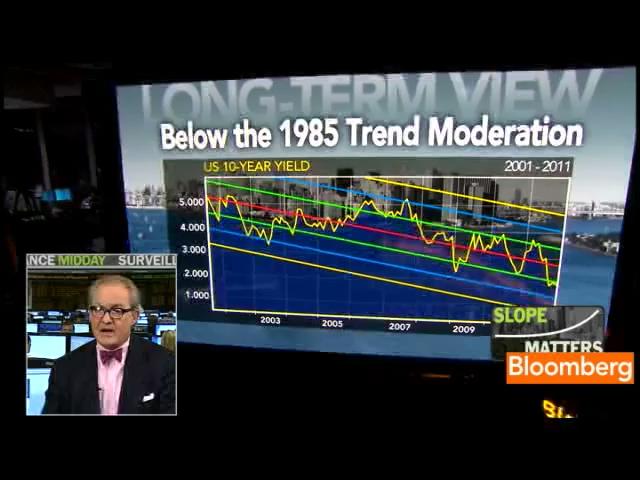 LONG-TERM VIEW
Below the 1985 Trend Moderation
US 10-YEAR YIELD
2001 - 2011
5.000
4.000
3.000
2.000
1.000
2003
2005
2007
2009
ANCE MIDDAY SURVEILL
SLOPE
MATTERS
Bloomberg